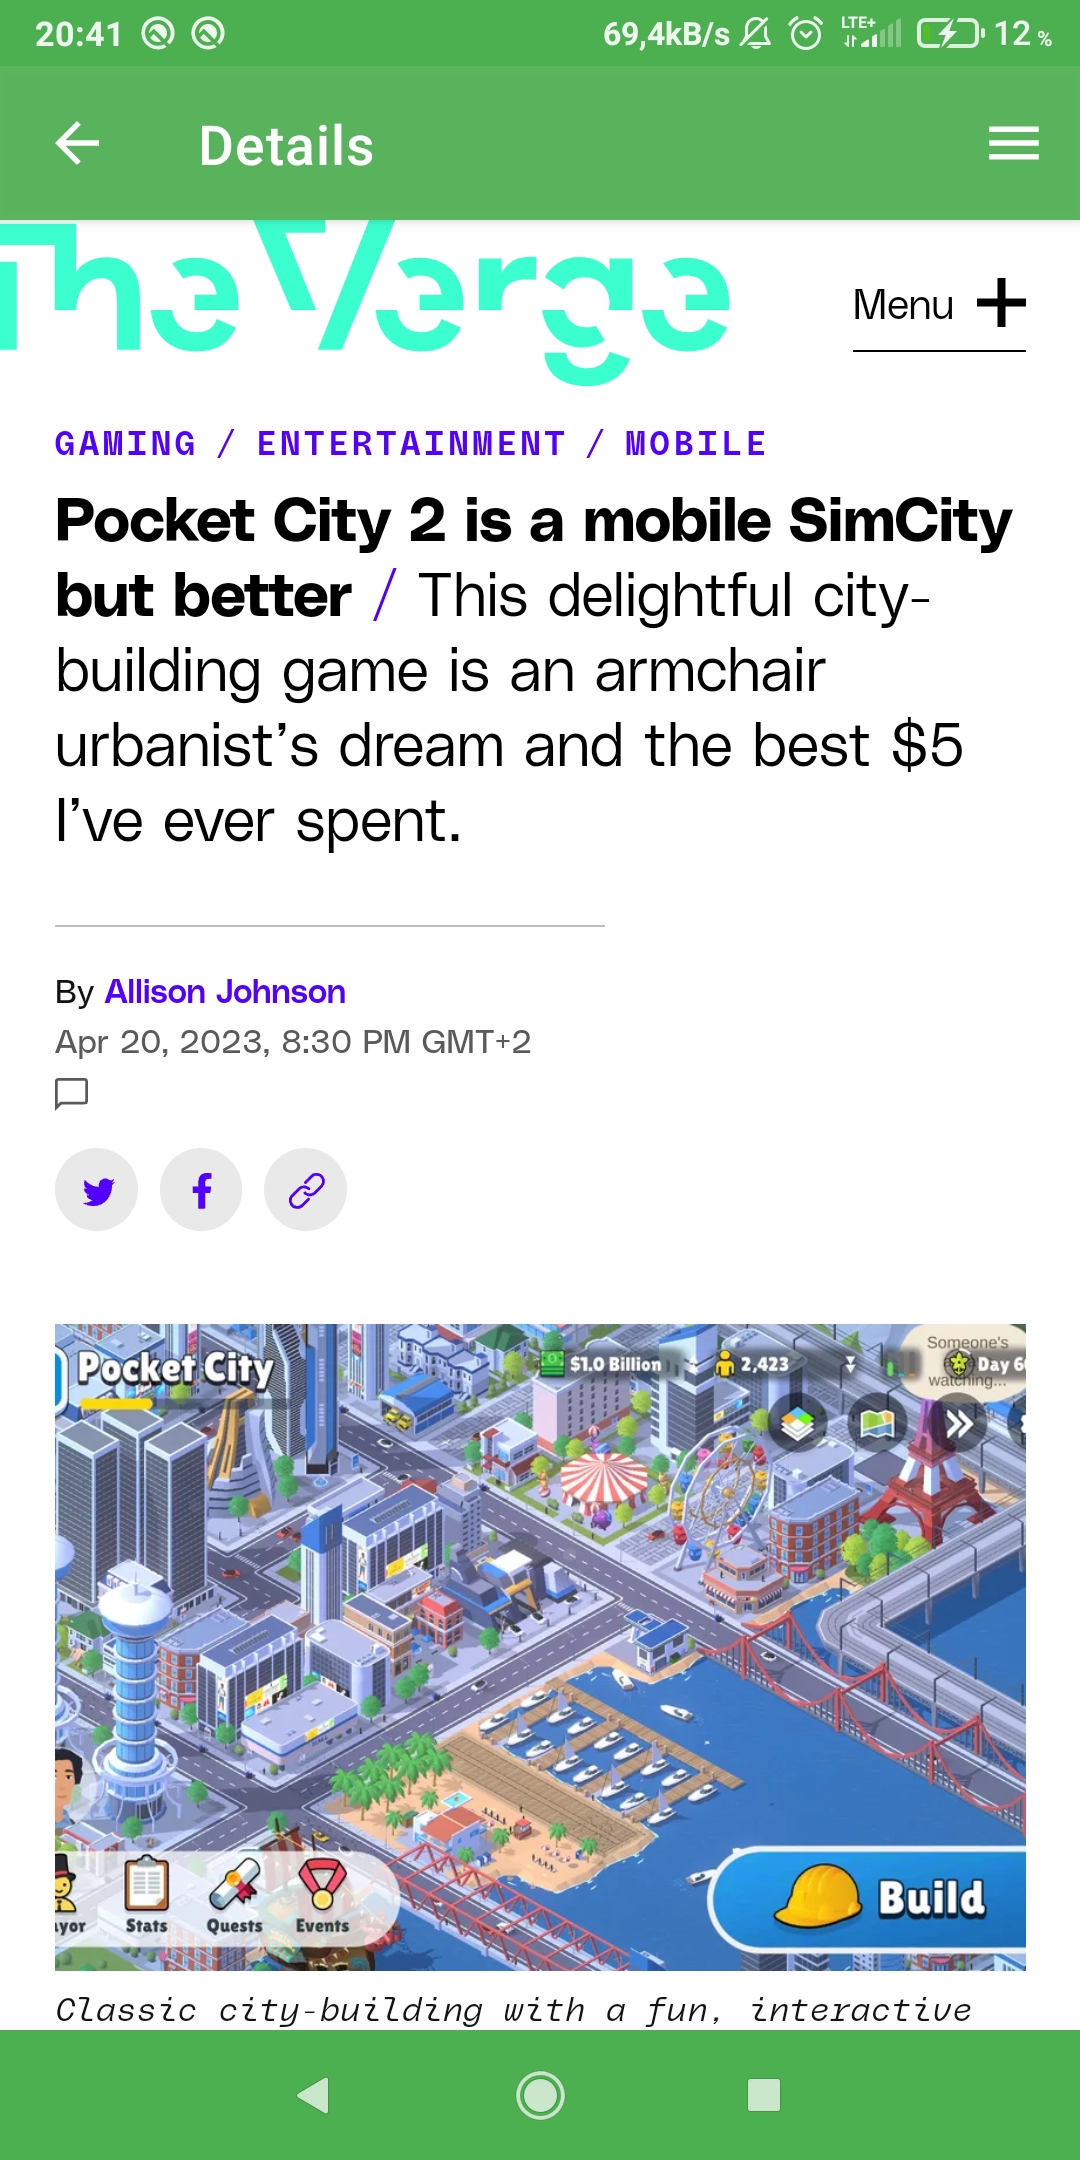 20:41 69,4kB/s LTE+ 12 %
Details
The Verge
Menu
GAMING / ENTERTAINMENT / MOBILE
Pocket City 2 is a mobile SimCity
but better / This delightful city-
building game is an armchair
urbanist’s dream and the best $5
I’ve ever spent.
By Allison Johnson
Apr 20, 2023, 8:30 PM GMT+2
Someone's
Pocket City $1.0 Billion 2,423 Day 6
watching...
yor Stats Quests Events
Build
Classic city-building with a fun, interactive